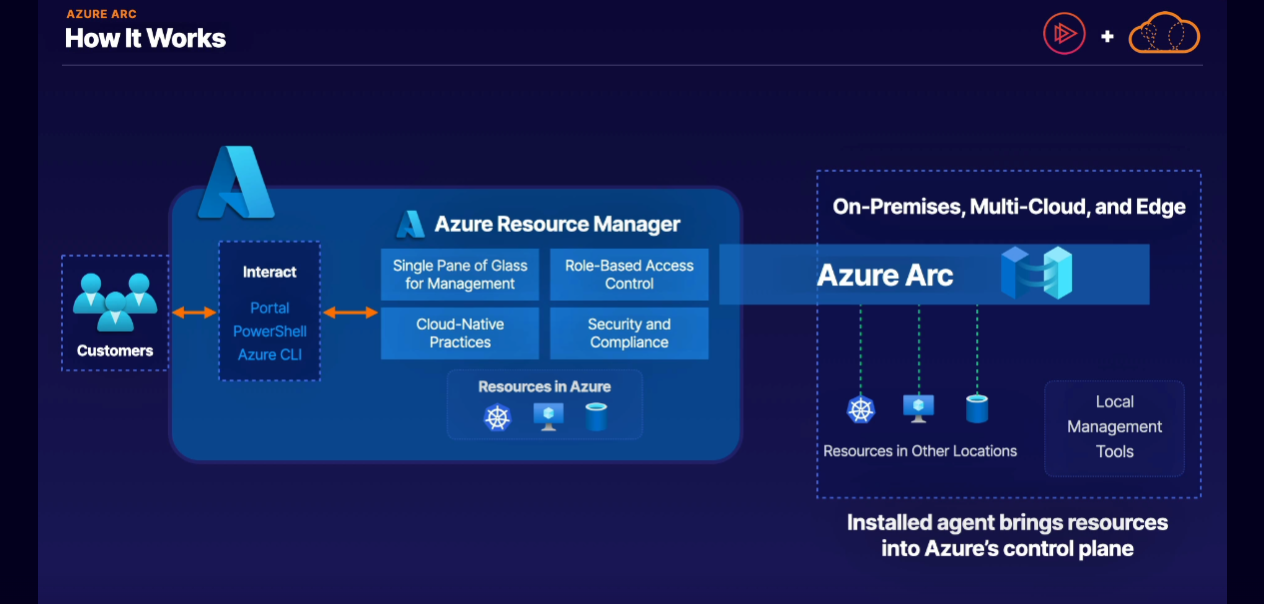 AZURE ARC
How It Works
+
Customers
Interact
Portal
PowerShell
Azure CLI
Azure Resource Manager
Single Pane of Glass
for Management
Role-Based Access
Control
Cloud-Native
Practices
Security and
Compliance
Resources in Azure
On-Premises, Multi-Cloud, and Edge
Azure Arc
Resources in Other Locations
Local
Management
Tools
Installed agent brings resources
into Azure’s control plane